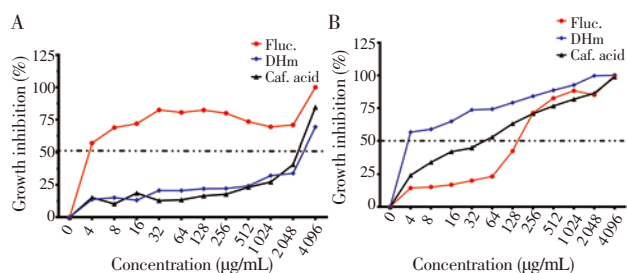 A
Growth inhibition (%)
125
100
75
50
25
0
Fluc.
DHm
Caf. acid
0 4 8 16 32 64 128 256 512 1 024 2 048 4 096
Concentration (µg/mL)
B
Growth inhibition (%)
125
100
75
50
25
0
Fluc.
DHm
Caf. acid
0 4 8 16 32 64 128 256 512 1 024 2 048 4 096
Concentration (µg/mL)